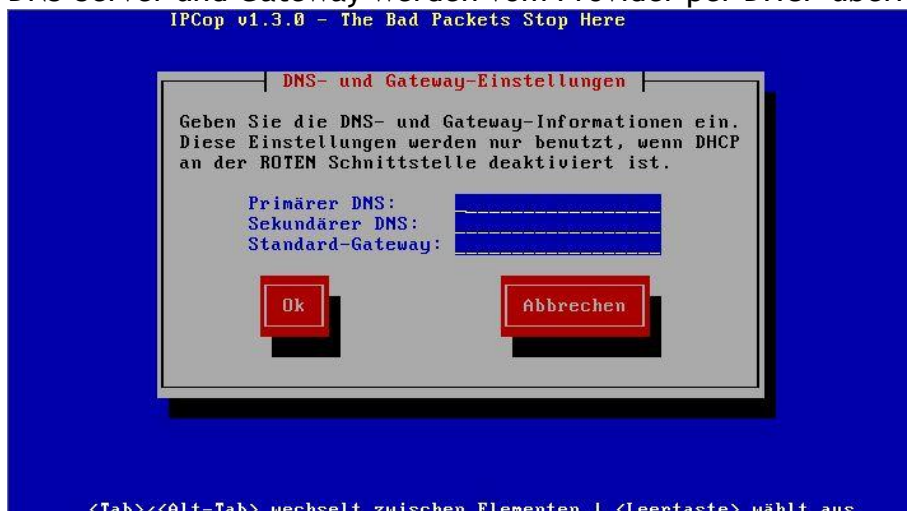 DNS-Server und Gateway werden vom Provider per DHCP über
IPCop v1.3.0 - The Bad Packets Stop Here
DNS- und Gateway-Einstellungen
Geben Sie die DNS- und Gateway-Informationen ein.
Diese Einstellungen werden nur benutzt, wenn DHCP
an der ROTEN Schnittstelle deaktiviert ist.
Primärer DNS:
Sekundärer DNS:
Standard-Gateway:
Ok Abbrechen
<Tab>/<Alt-Tab> wechselt zwischen Elementen | <Leertaste> wählt aus